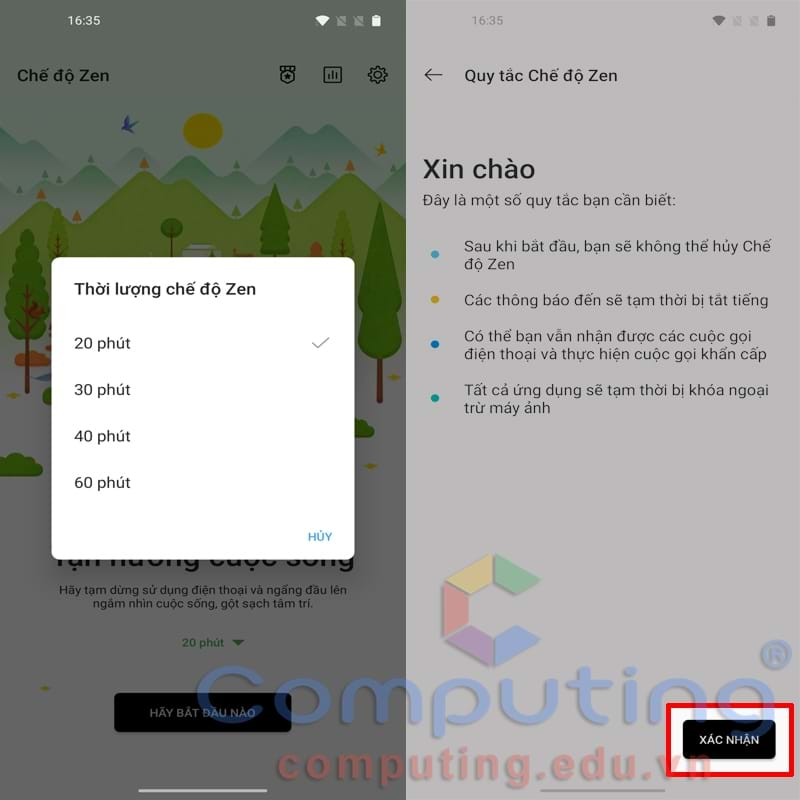 16:35
Chế độ Zen
Thời lượng chế độ Zen
20 phút
30 phút
40 phút
60 phút
HỦY
Tận hưởng cuộc sống
Hãy tạm dừng sử dụng điện thoại và ngẩng đầu lên
ngắm nhìn cuộc sống, gột sạch tâm trí.
20 phút
HÃY BẮT ĐẦU NÀO
16:35
Quy tắc Chế độ Zen
Xin chào
Đây là một số quy tắc bạn cần biết:
Sau khi bắt đầu, bạn sẽ không thể hủy Chế
độ Zen
Các thông báo đến sẽ tạm thời bị tắt tiếng
Có thể bạn vẫn nhận được các cuộc gọi
điện thoại và thực hiện cuộc gọi khẩn cấp
Tất cả ứng dụng sẽ tạm thời bị khóa ngoại
trừ máy ảnh
XÁC NHẬN
Computing®
computing.edu.vn